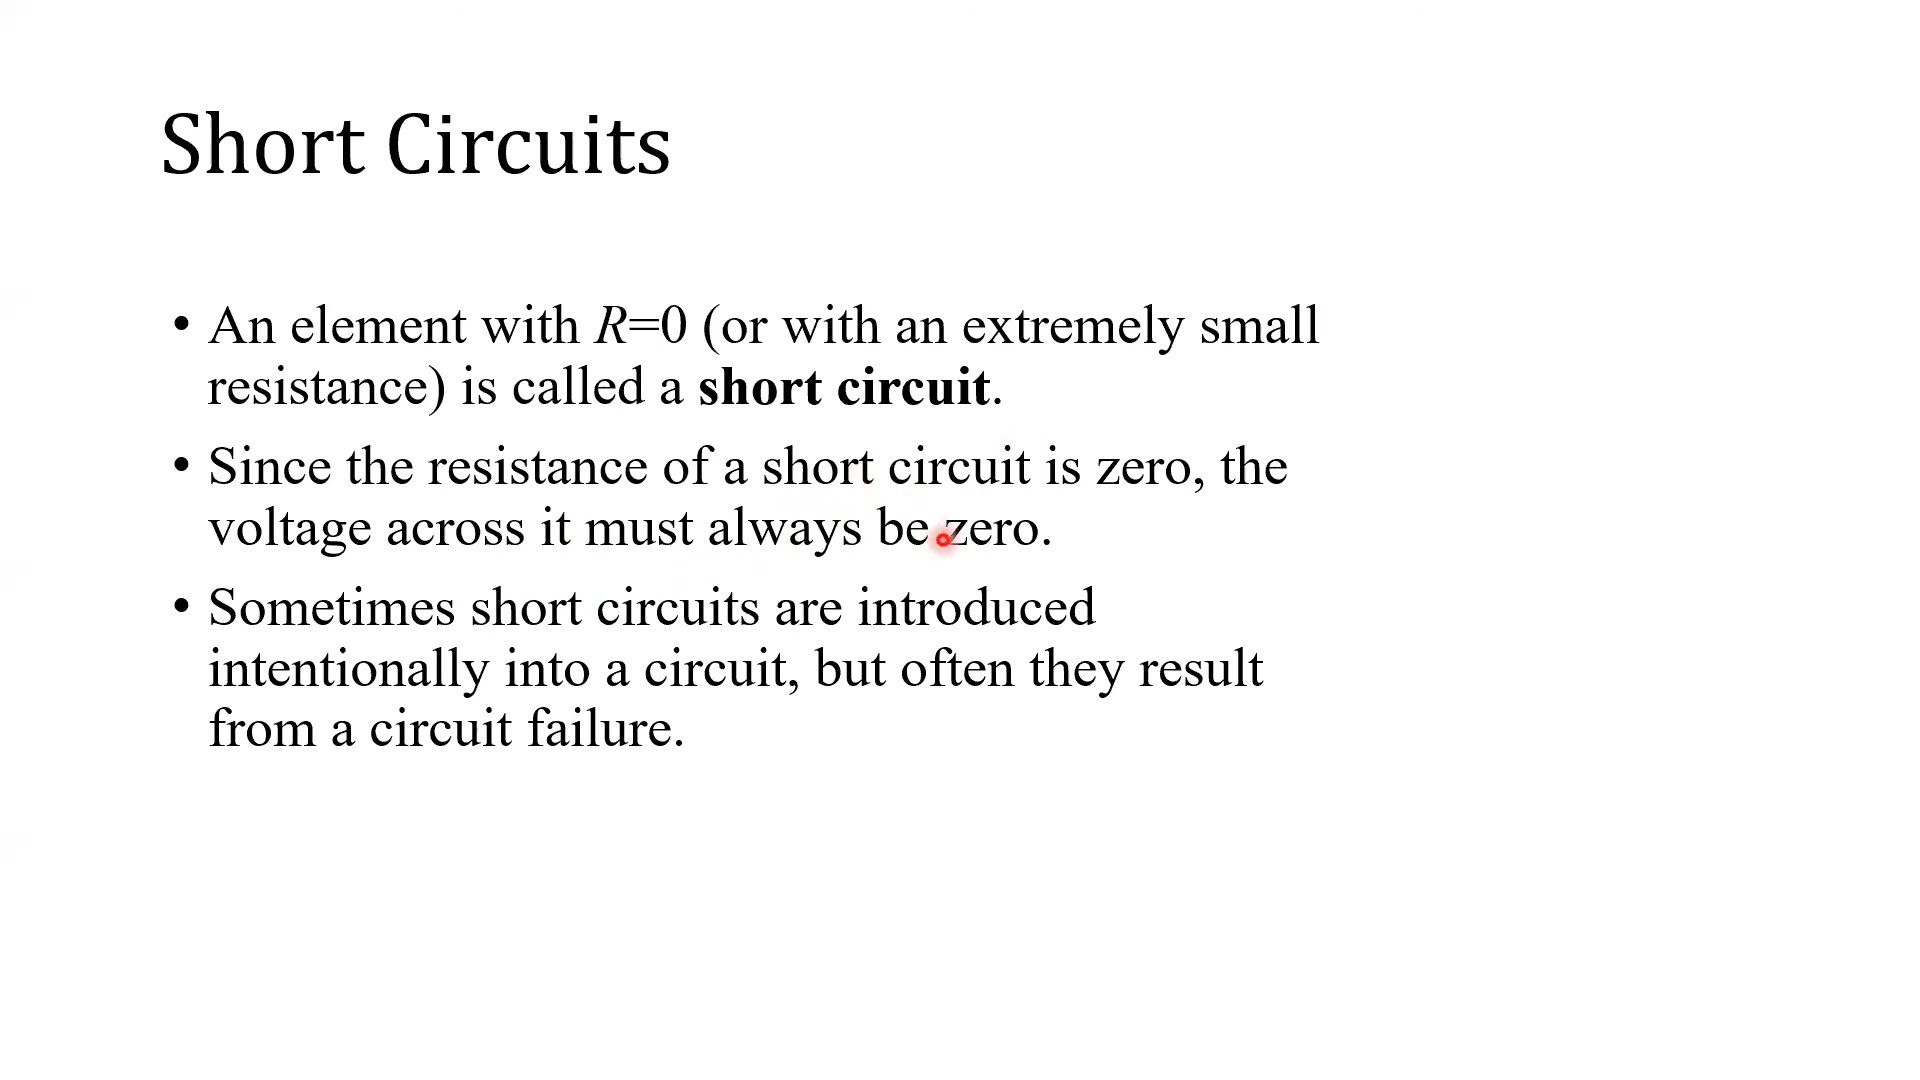 Short Circuits
• An element with R=0 (or with an extremely small
resistance) is called a short circuit.
• Since the resistance of a short circuit is zero, the
voltage across it must always be zero.
• Sometimes short circuits are introduced
intentionally into a circuit, but often they result
from a circuit failure.